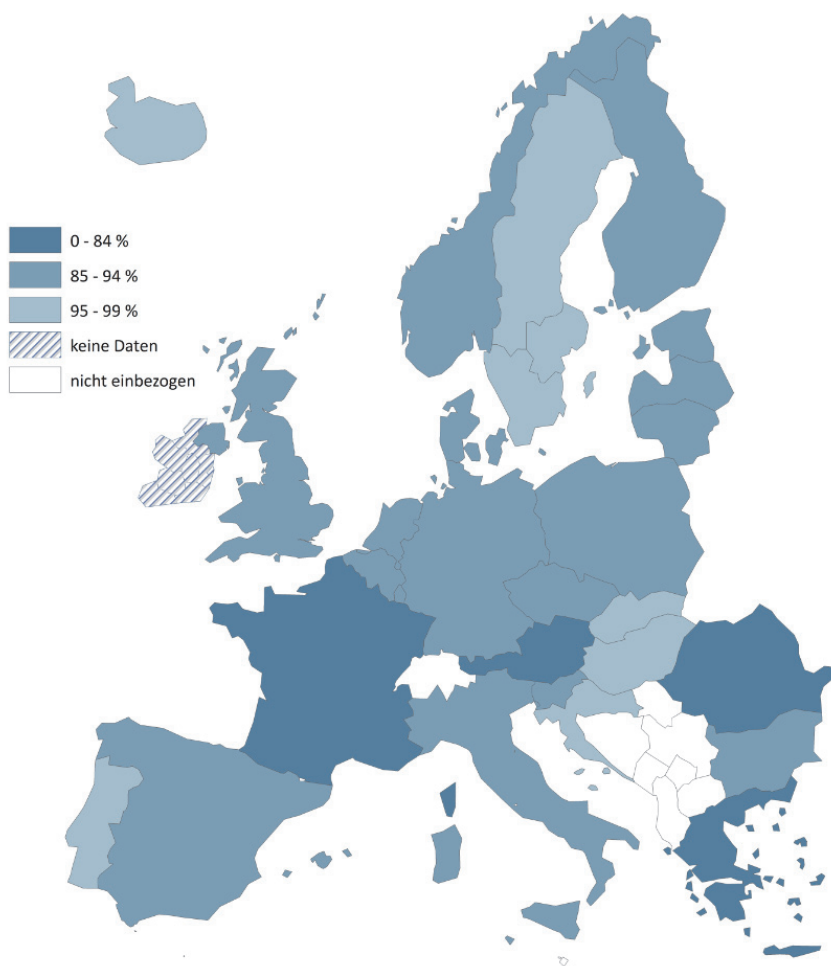 0 - 84 %
85 - 94 %
95 - 99 %
keine Daten
nicht einbezogen